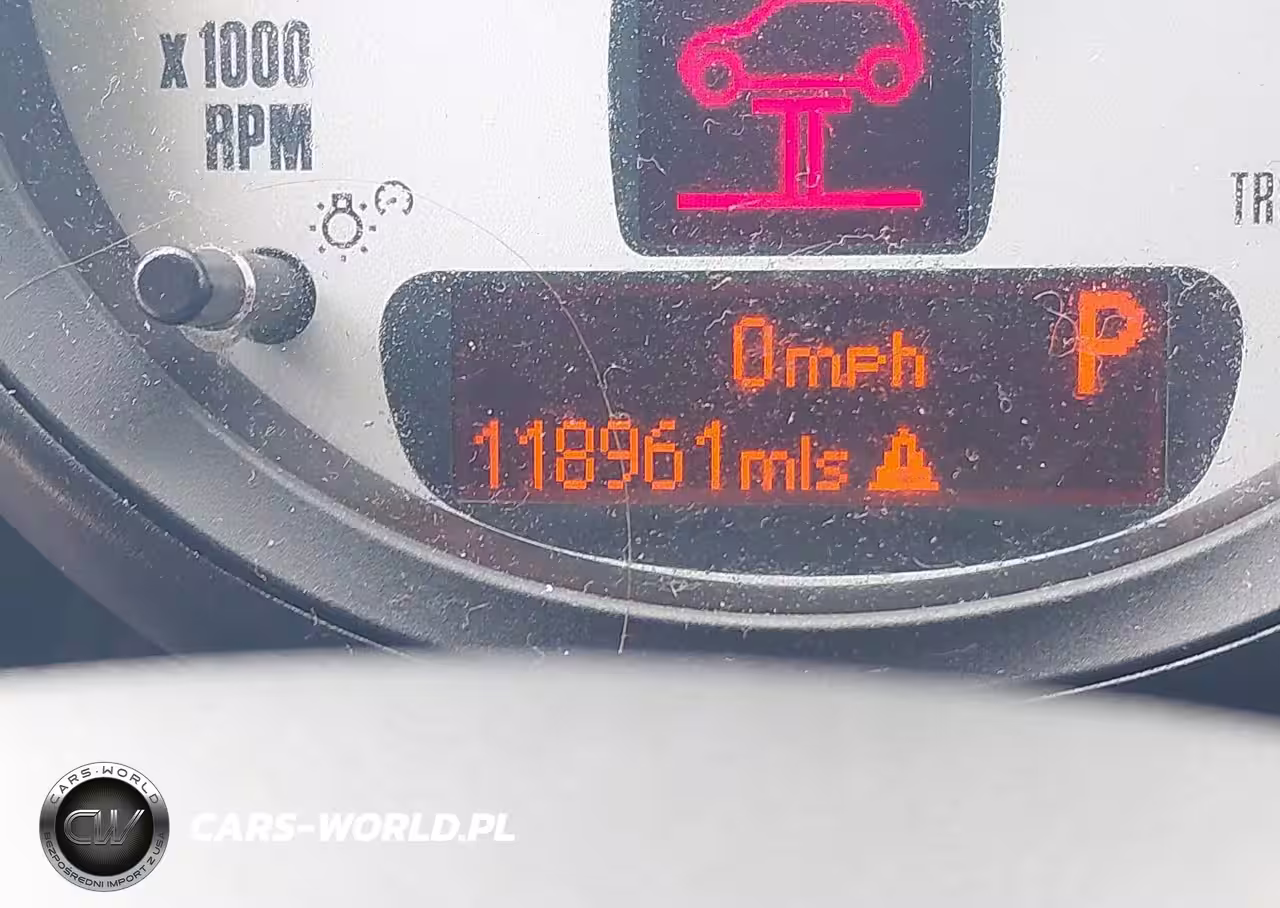 x1000
RPM
TR
0mph
P
118961mls
CARS·WORLD
CW
BEZPOŚREDNI IMPORT Z USA
CARS-WORLD.PL